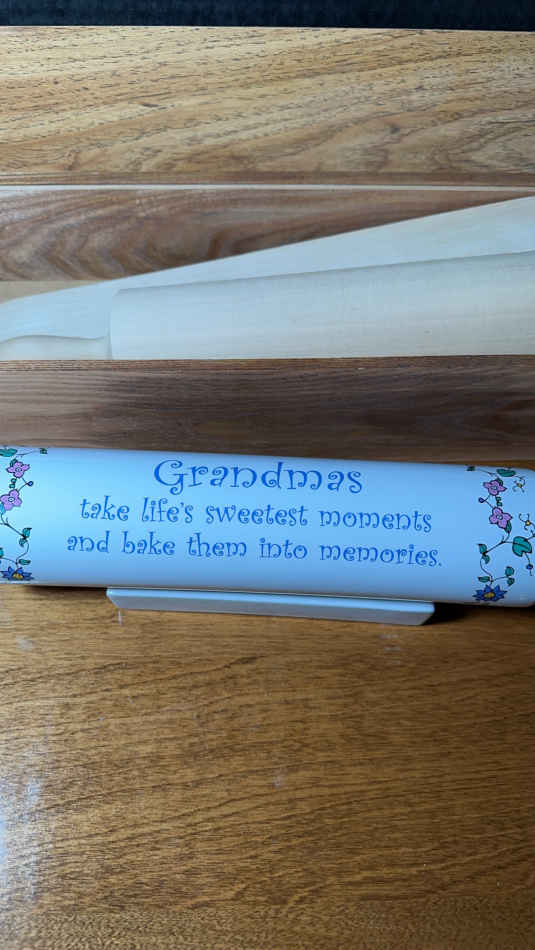 Grandmas
take life's sweetest moments
and bake them into memories.